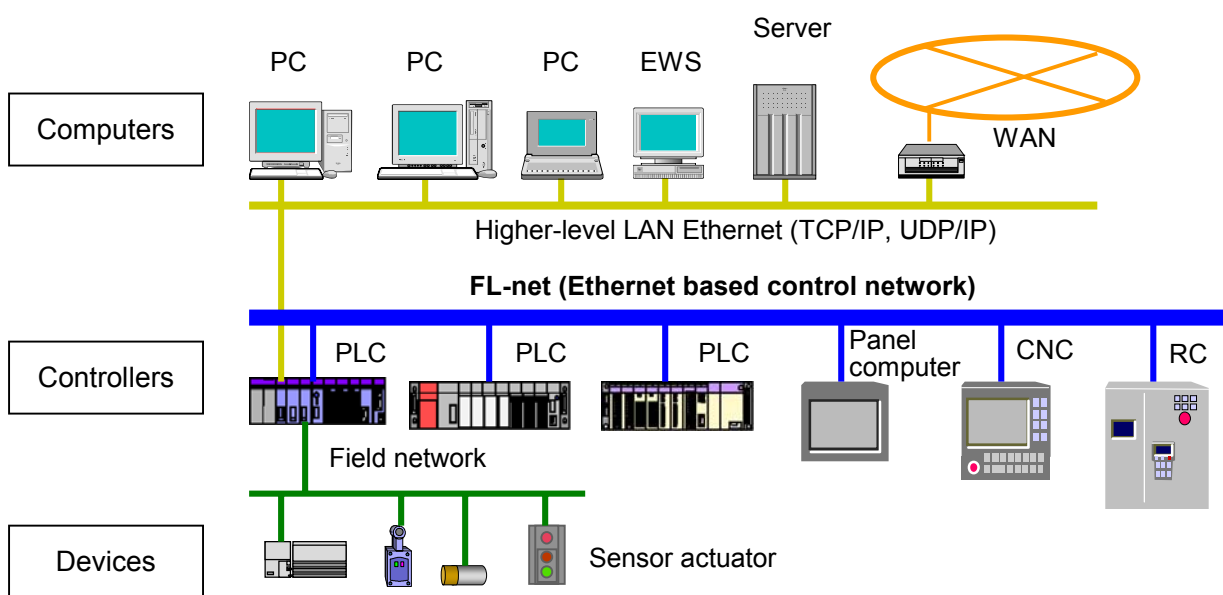 Server
PC
PC
PC
EWS
Computers
WAN
Higher-level LAN Ethernet (TCP/IP, UDP/IP)
FL-net (Ethernet based control network)
Controllers
PLC
PLC
PLC
Panel
computer
CNC
RC
Field network
Devices
Sensor actuator